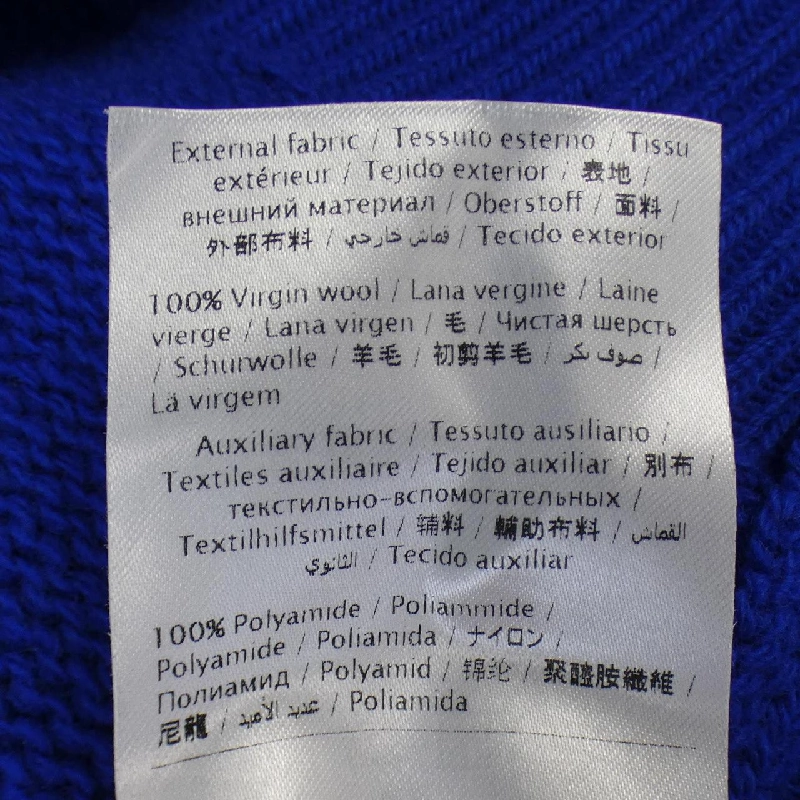 External fabric / Tessuto esterno / Tissu
extérieur / Tejido exterior / 表地 /
внешний материал / Oberstoff / 面料 /
外部布料 / قماش خارجي / Tecido exterior
100% Virgin wool / Lana vergine / Laine
vierge / Lana virgen / 毛 / Чистая шерсть
/ Schurwolle / 羊毛 / 初剪羊毛 / صوف بكر /
Lã virgem
Auxiliary fabric / Tessuto ausiliario /
Textiles auxiliaire / Tejido auxiliar / 別布 /
текстильно-вспомогательных /
Textilhilfsmittel / 辅料 / 輔助布料 / القماش
الثانوي / Tecido auxiliar
100% Polyamide / Poliammide /
Polyamide / Poliamida / ナイロン /
Полиамид / Polyamid / 锦纶 / 聚醯胺纖維 /
尼龍 / عديد الأميد / Poliamida